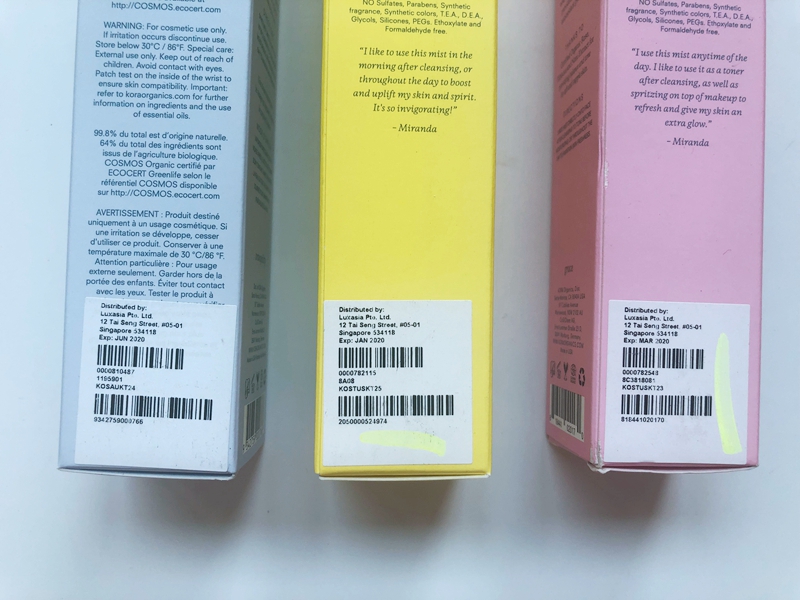 http://COSMOS.ecocert.com
WARNING: For cosmetic use only.
If irritation occurs discontinue use.
Store below 30°C / 86°F. Special care:
External use only. Keep out of reach of
children. Avoid contact with eyes.
Patch test on the inside of the wrist to
ensure skin compatibility. Important:
refer to koraorganics.com for further
information on ingredients and the use
of essential oils.
99.8% du total est d'origine naturelle.
64% du total des ingrédients sont
issus de l'agriculture biologique.
COSMOS Organic certifié par
ECOCERT Greenlife selon le
référentiel COSMOS disponible
sur http://COSMOS.ecocert.com
AVERTISSEMENT : Produit destiné
uniquement à un usage cosmétique. Si
une irritation se développe, cesser
d'utiliser ce produit. Conserver à une
température maximale de 30 °C/86 °F.
Attention particulière : Pour usage
externe seulement. Garder hors de la
portée des enfants. Éviter tout contact
avec les yeux. Tester le produit à
Distributed by:
Luxasia Pte. Ltd.
12 Tai Seng Street, #05-01
Singapore 534118
Exp: JUN 2020
0000810487
1195901
KOSAUKT24
9342759000766
NO Sulfates, Parabens, Synthetic
fragrance, Synthetic colors, T.E.A., D.E.A.,
Glycols, Silicones, PEGs. Ethoxylate and
Formaldehyde free.
"I like to use this mist in the
morning after cleansing, or
throughout the day to boost
and uplift my skin and spirit.
It's so invigorating!"
– Miranda
Distributed by:
Luxasia Pte. Ltd.
12 Tai Seng Street, #05-01
Singapore 534118
Exp: JAN 2020
0000782115
8A08
KOSTUSKT25
2050000524974
NO Sulfates, Parabens, Synthetic
fragrance, Synthetic colors, T.E.A., D.E.A.,
Glycols, Silicones, PEGs. Ethoxylate and
Formaldehyde free.
"I use this mist anytime of the
day. I like to use it as a toner
after cleansing, as well as
spritzing on top of makeup to
refresh and give my skin an
extra glow."
– Miranda
Distributed by:
Luxasia Pte. Ltd.
12 Tai Seng Street, #05-01
Singapore 534118
Exp: MAR 2020
0000782548
8C3818081
KOSTUSKT23
818441020170